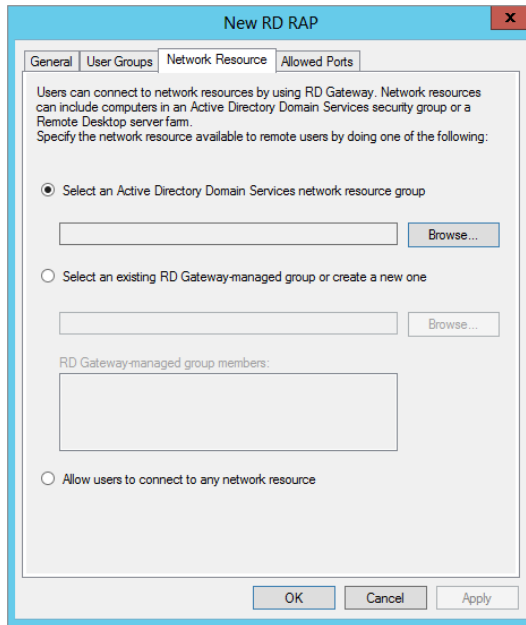 New RD RAP
x
General User Groups Network Resource Allowed Ports
Users can connect to network resources by using RD Gateway. Network resources
can include computers in an Active Directory Domain Services security group or a
Remote Desktop server farm.
Specify the network resource available to remote users by doing one of the following:
Select an Active Directory Domain Services network resource group
Browse...
Select an existing RD Gateway-managed group or create a new one
Browse...
RD Gateway-managed group members:
Allow users to connect to any network resource
OK Cancel Apply